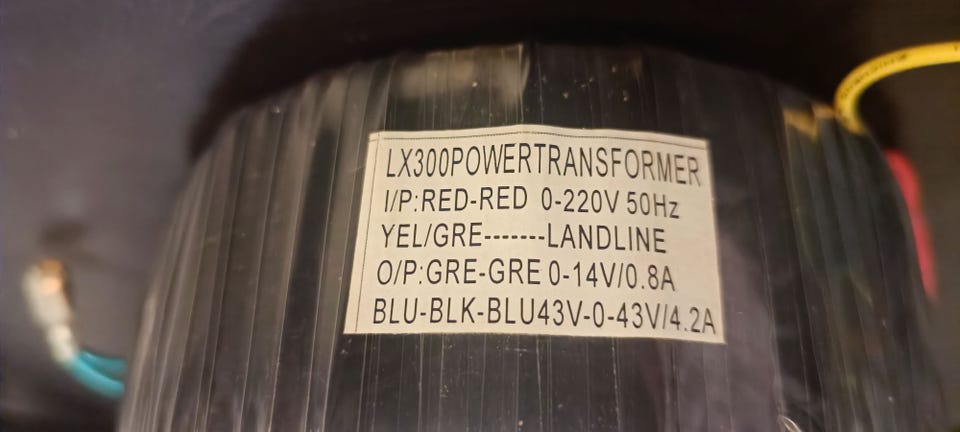 LX300POWERTRANSFORMER
I/P:RED-RED 0-220V 50Hz
YEL/GRE-------LANDLINE
O/P:GRE-GRE 0-14V/0.8A
BLU-BLK-BLU43V-0-43V/4.2A